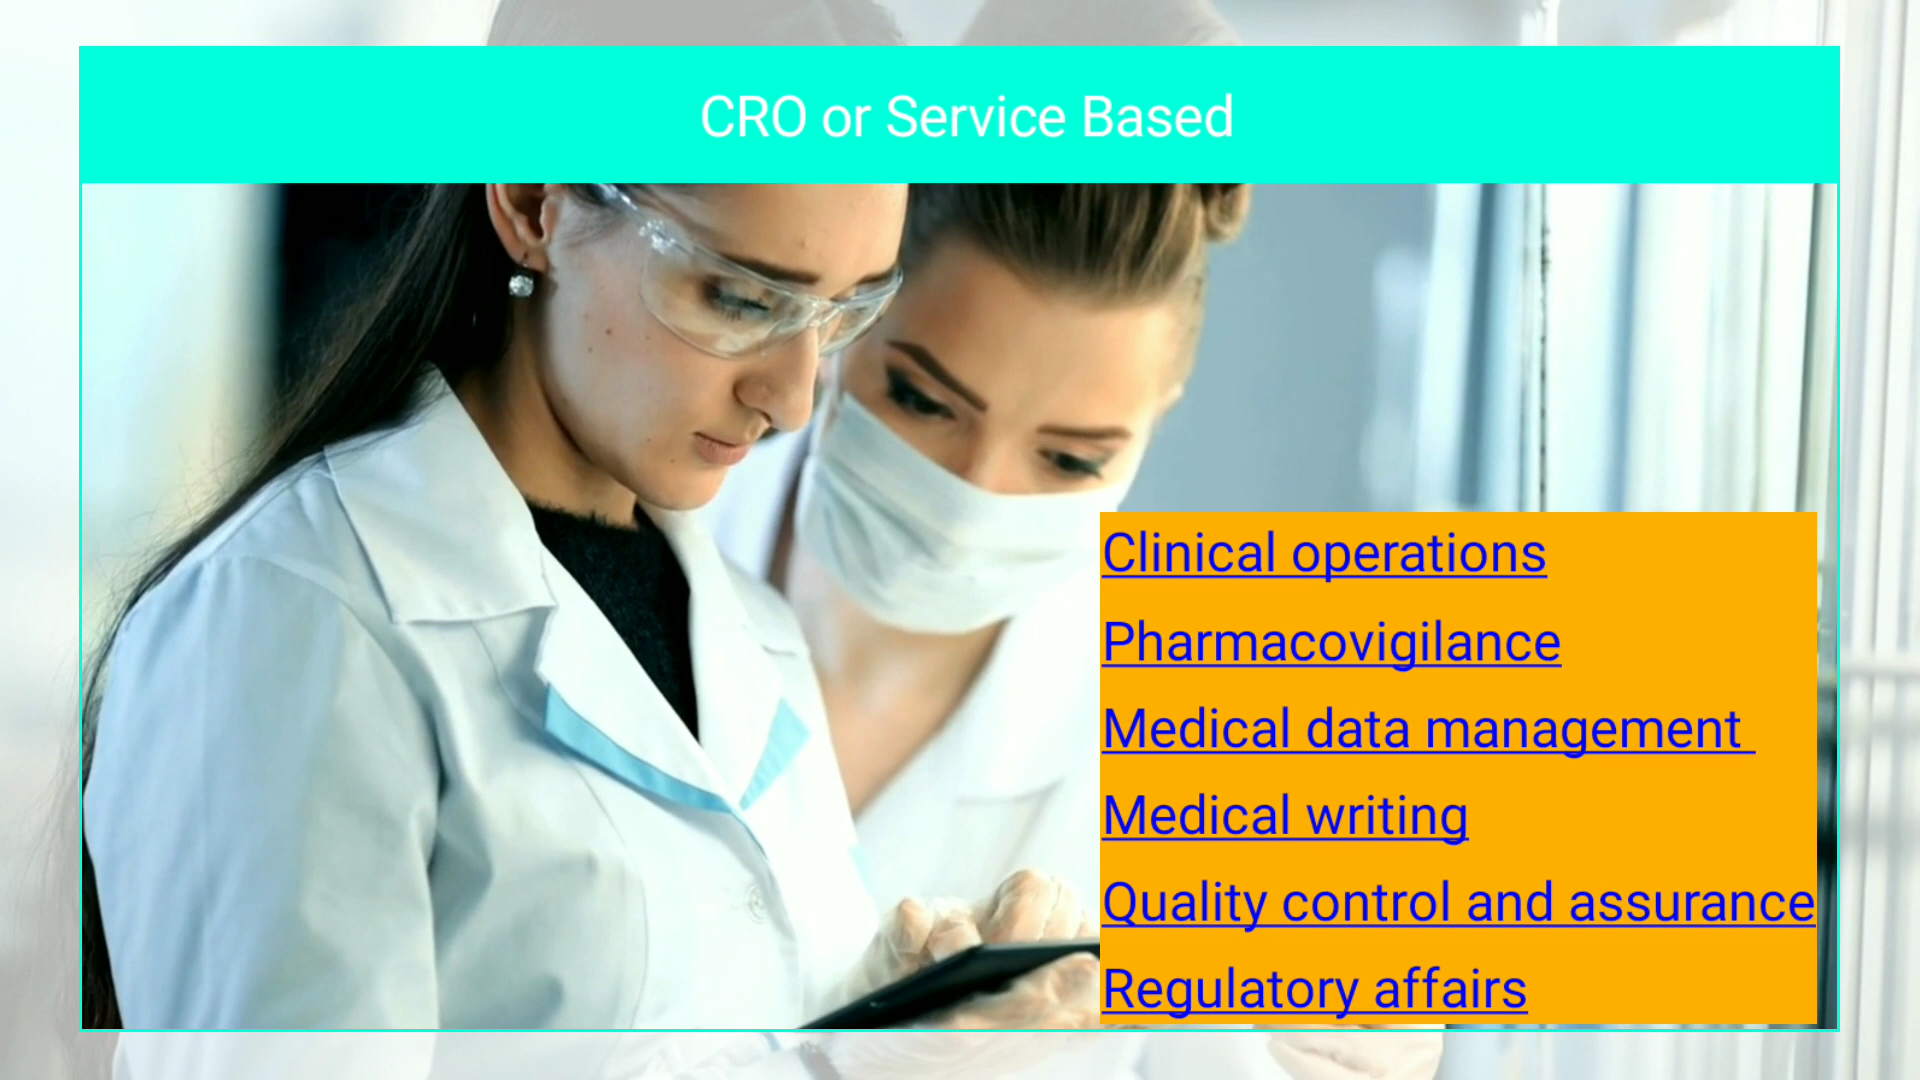 CRO or Service Based
Clinical operations
Pharmacovigilance
Medical data management
Medical writing
Quality control and assurance
Regulatory affairs